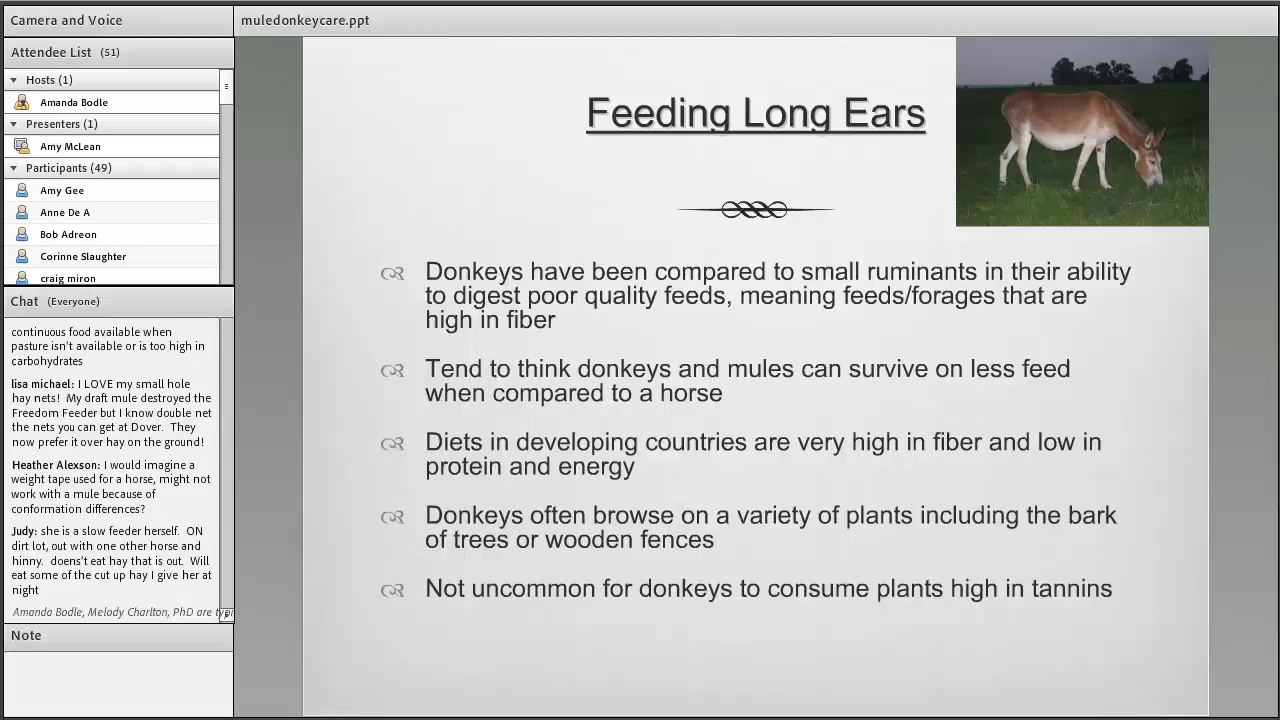 Camera and Voice
Attendee List (51)
Hosts (1)
Amanda Bodle
Presenters (1)
Amy McLean
Participants (49)
Amy Gee
Anne De A
Bob Adreon
Corinne Slaughter
craig miron
Chat (Everyone)
continuous food available when
pasture isn't available or is too high in
carbohydrates
lisa michael: I LOVE my small hole
hay nets! My draft mule destroyed the
Freedom Feeder but I know double net
the nets you can get at Dover. They
now prefer it over hay on the ground!
Heather Alexson: I would imagine a
weight tape used for a horse, might not
work with a mule because of
conformation differences?
Judy: she is a slow feeder herself. ON
dirt lot, out with one other horse and
hinny. doens't eat hay that is out. Will
eat some of the cut up hay I give her at
night
Amanda Bodle, Melody Charlton, PhD are
Note
muledonkeycare.ppt
Feeding Long Ears
Donkeys have been compared to small ruminants in their ability
to digest poor quality feeds, meaning feeds/forages that are
high in fiber
Tend to think donkeys and mules can survive on less feed
when compared to a horse
Diets in developing countries are very high in fiber and low in
protein and energy
Donkeys often browse on a variety of plants including the bark
of trees or wooden fences
Not uncommon for donkeys to consume plants high in tannins